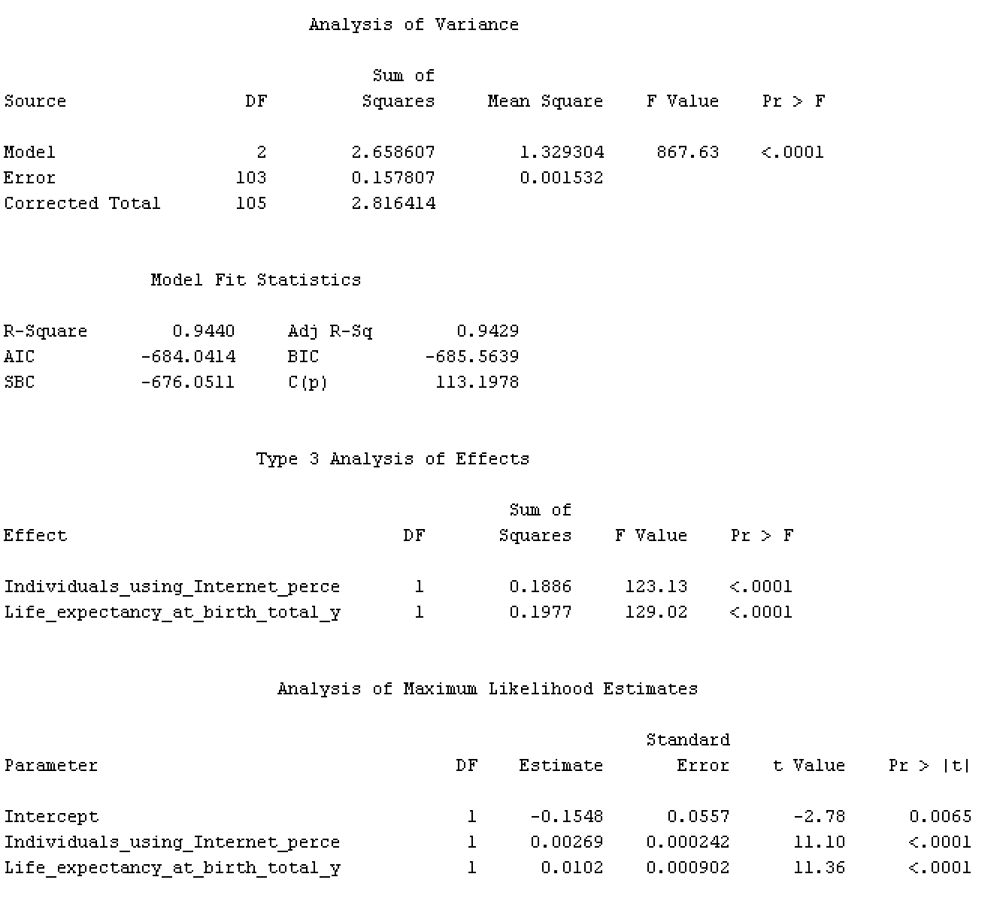 Analysis of Variance
Sum of
Source DF Squares Mean Square F Value Pr > F
Model 2 2.658607 1.329304 867.63 <.0001
Error 103 0.157807 0.001532
Corrected Total 105 2.816414
Model Fit Statistics
R-Square 0.9440 Adj R-Sq 0.9429
AIC -684.0414 BIC -685.5639
SBC -676.0511 C(p) 113.1978
Type 3 Analysis of Effects
Sum of
Effect DF Squares F Value Pr > F
Individuals_using_Internet_perce 1 0.1886 123.13 <.0001
Life_expectancy_at_birth_total_y 1 0.1977 129.02 <.0001
Analysis of Maximum Likelihood Estimates
Standard
Parameter DF Estimate Error t Value Pr > |t|
Intercept 1 -0.1548 0.0557 -2.78 0.0065
Individuals_using_Internet_perce 1 0.00269 0.000242 11.10 <.0001
Life_expectancy_at_birth_total_y 1 0.0102 0.000902 11.36 <.0001